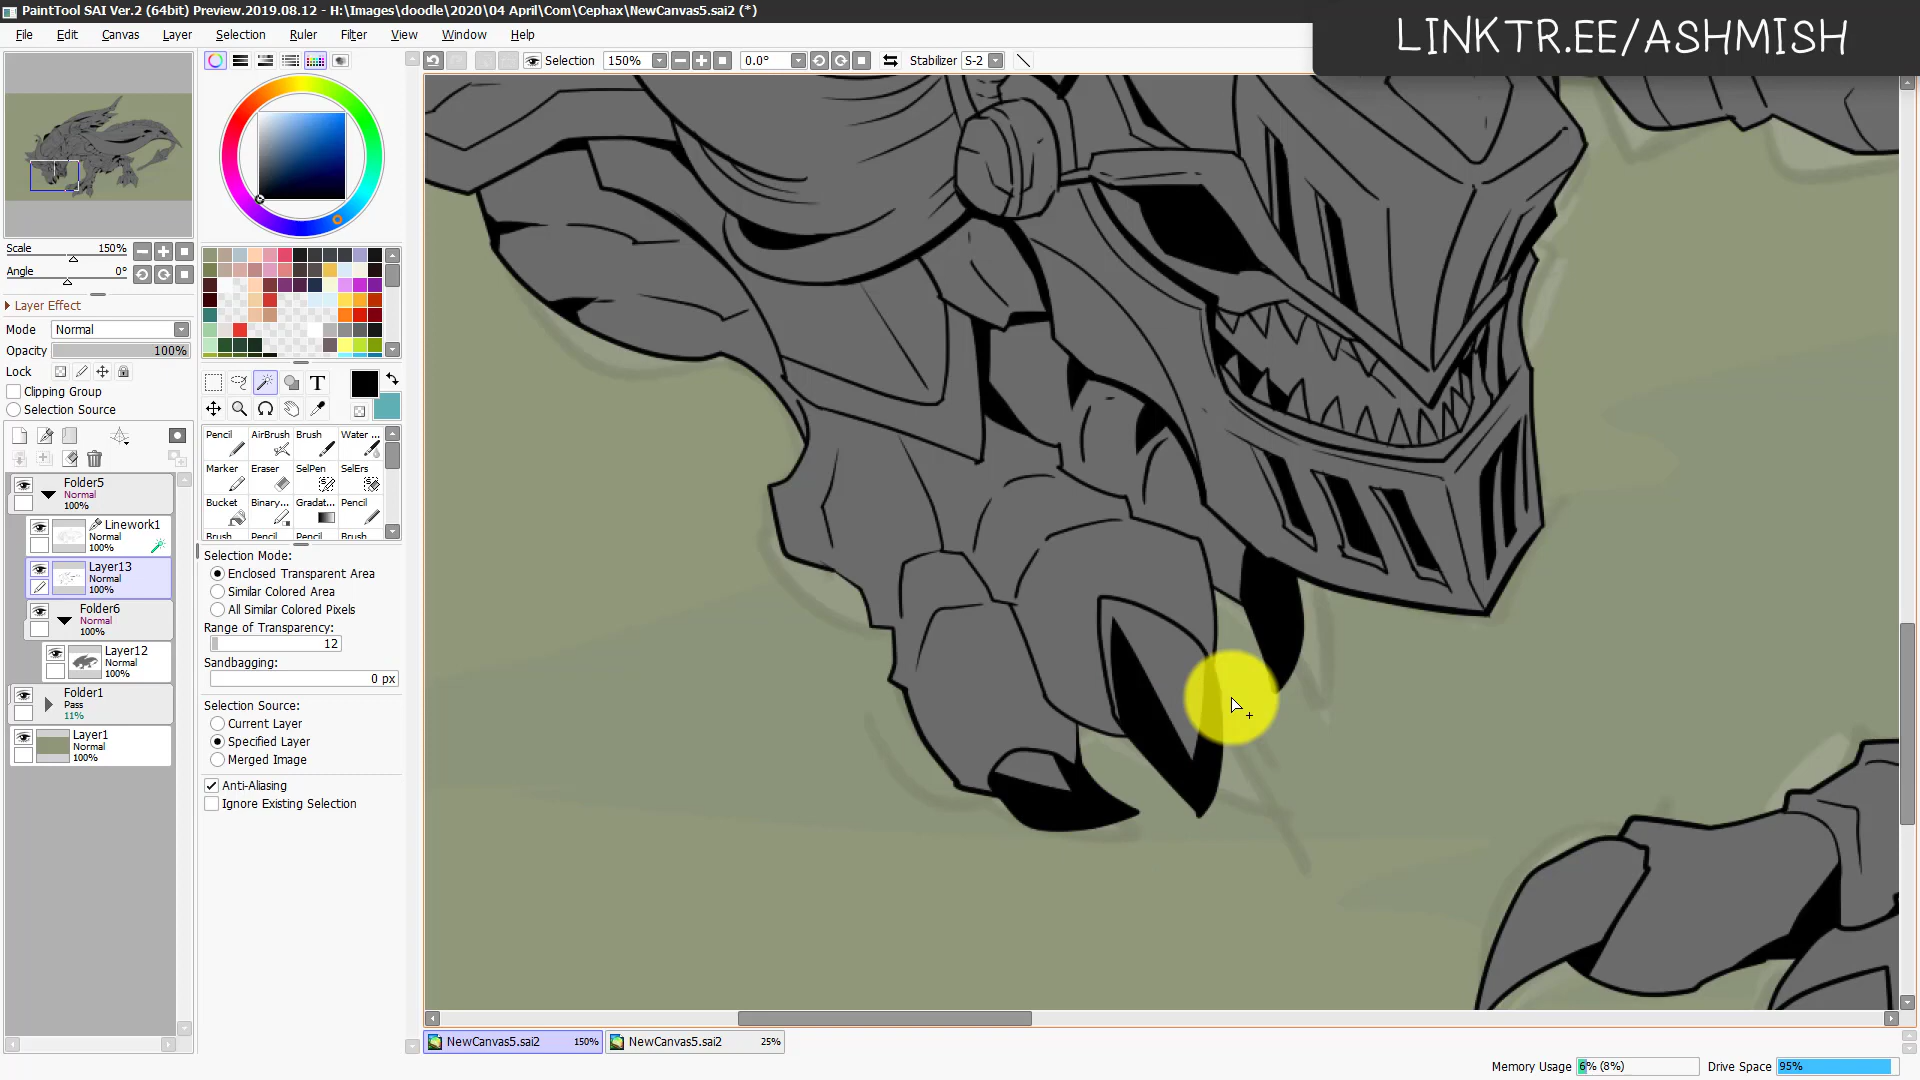 PaintTool SAI Ver.2 (64bit) Preview.2019.08.12 - H:\Images\doodle\2020\04 April\Com\Cephax\NewCanvas5.sai2 (*)
LINKTR.EE/ASHMISH
File Edit Canvas Layer Selection Ruler Filter View Window Help
Selection 150% 0.0° Stabilizer S-2
Scale 150%
Angle 0°
Layer Effect
Mode Normal
Opacity 100%
Lock
Clipping Group
Selection Source
Folder5
Normal
100%
Linework1
Normal
100%
Layer13
Normal
100%
Folder6
Normal
100%
Layer12
Normal
100%
Folder1
Pass
11%
Layer1
Normal
100%
T
Pencil AirBrush Brush Water ...
Marker Eraser SelPen SelErs
Bucket Binary... Gradat... Pencil
Brush Pencil Pencil Brush
Selection Mode:
Enclosed Transparent Area
Similar Colored Area
All Similar Colored Pixels
Range of Transparency:
12
Sandbagging:
0 px
Selection Source:
Current Layer
Specified Layer
Merged Image
Anti-Aliasing
Ignore Existing Selection
NewCanvas5.sai2 150% NewCanvas5.sai2 25%
Memory Usage 6% (8%) Drive Space 95%